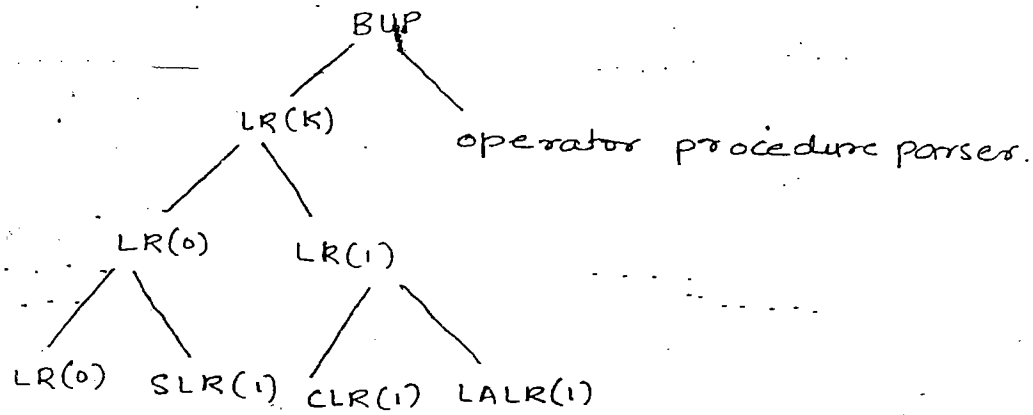 BUP
LR(K)
operator procedure parser.
LR(0) LR(1)
LR(0) SLR(1) CLR(1) LALR(1)